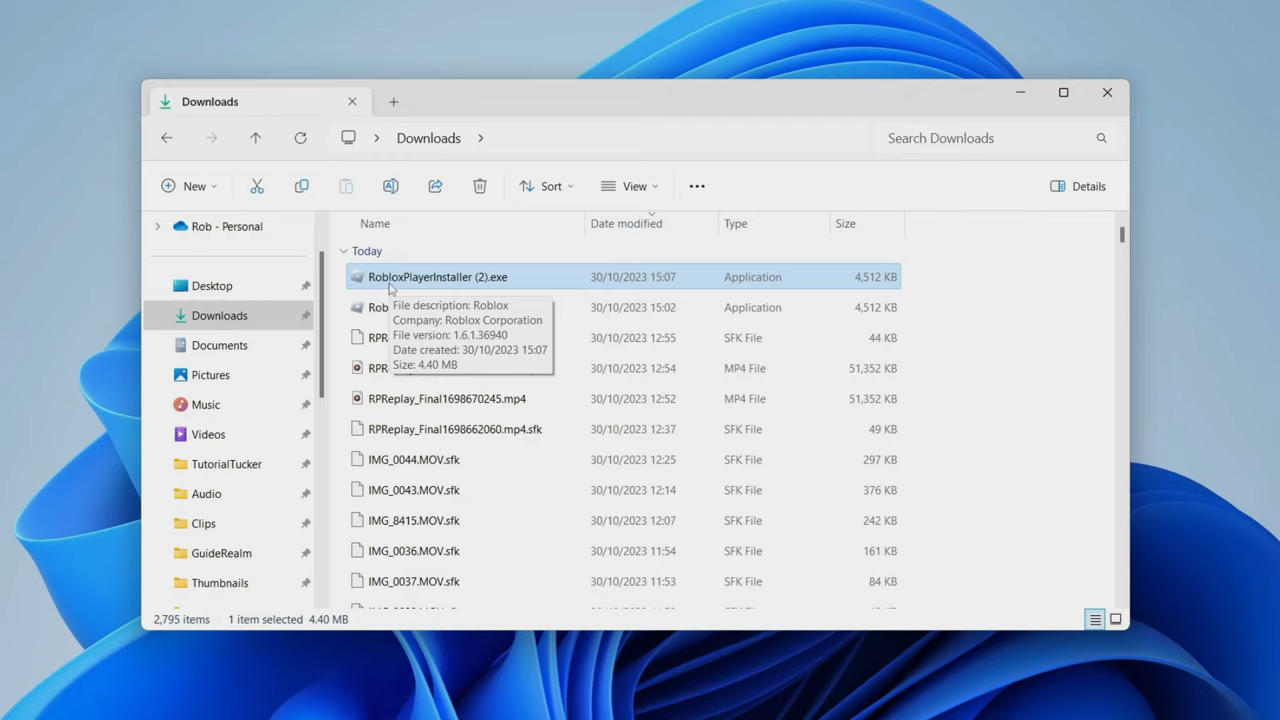 Downloads
Downloads
Search Downloads
New
Sort
View
Details
Rob - Personal
Desktop
Downloads
Documents
Pictures
Music
Videos
TutorialTucker
Audio
Clips
GuideRealm
Thumbnails
Name Date modified Type Size
Today
RobloxPlayerInstaller (2).exe 30/10/2023 15:07 Application 4,512 KB
Rob 30/10/2023 15:02 Application 4,512 KB
RPR 30/10/2023 12:55 SFK File 44 KB
RPR 30/10/2023 12:54 MP4 File 51,352 KB
RPReplay_Final1698670245.mp4 30/10/2023 12:52 MP4 File 51,352 KB
RPReplay_Final1698662060.mp4.sfk 30/10/2023 12:37 SFK File 49 KB
IMG_0044.MOV.sfk 30/10/2023 12:25 SFK File 297 KB
IMG_0043.MOV.sfk 30/10/2023 12:14 SFK File 376 KB
IMG_8415.MOV.sfk 30/10/2023 12:07 SFK File 242 KB
IMG_0036.MOV.sfk 30/10/2023 11:54 SFK File 161 KB
IMG_0037.MOV.sfk 30/10/2023 11:53 SFK File 84 KB
File description: Roblox
Company: Roblox Corporation
File version: 1.6.1.36940
Date created: 30/10/2023 15:07
Size: 4.40 MB
2,795 items 1 item selected 4.40 MB